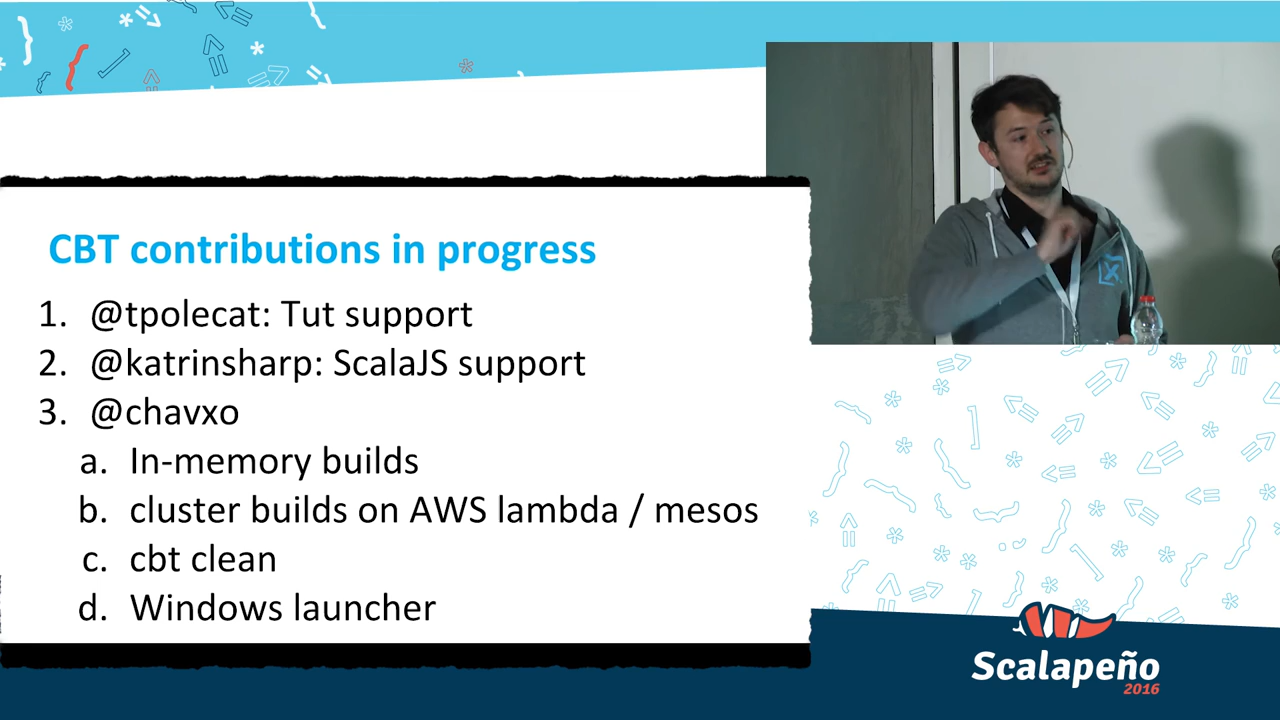 CBT contributions in progress
1. @tpolecat: Tut support
2. @katrinsharp: ScalaJS support
3. @chavxo
a. In-memory builds
b. cluster builds on AWS lambda / mesos
c. cbt clean
d. Windows launcher
Scalapeño
2016